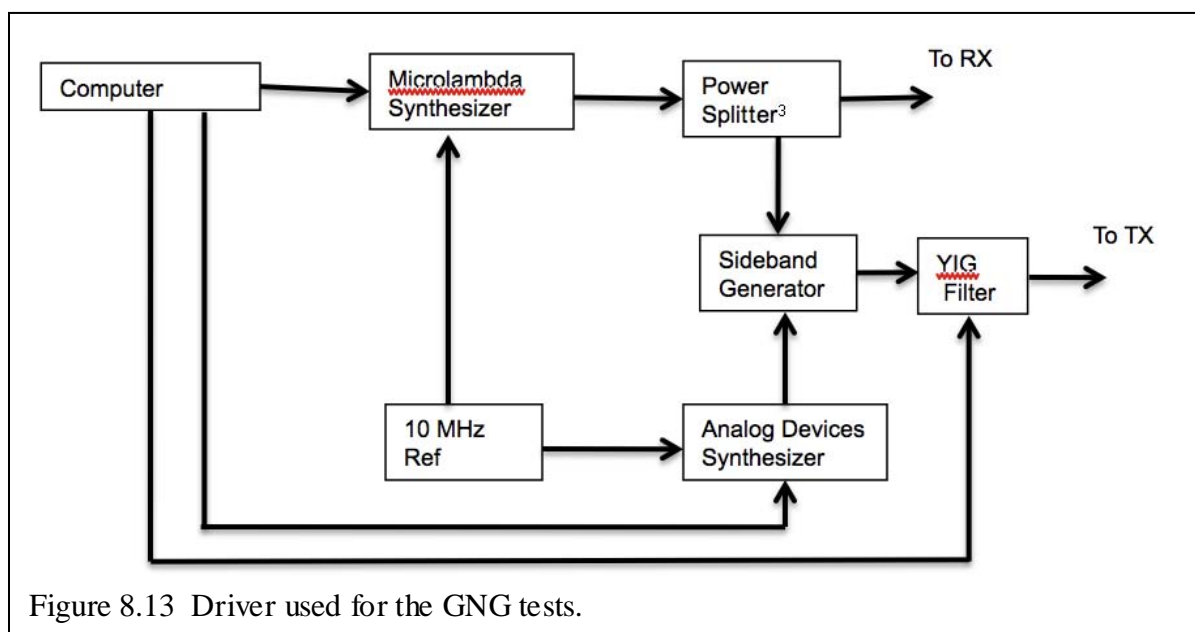 To RX
Computer
Microlambda
Synthesizer
Power
Splitter³
Sideband
Generator
YIG
Filter
To TX
10 MHz
Ref
Analog Devices
Synthesizer
Figure 8.13 Driver used for the GNG tests.